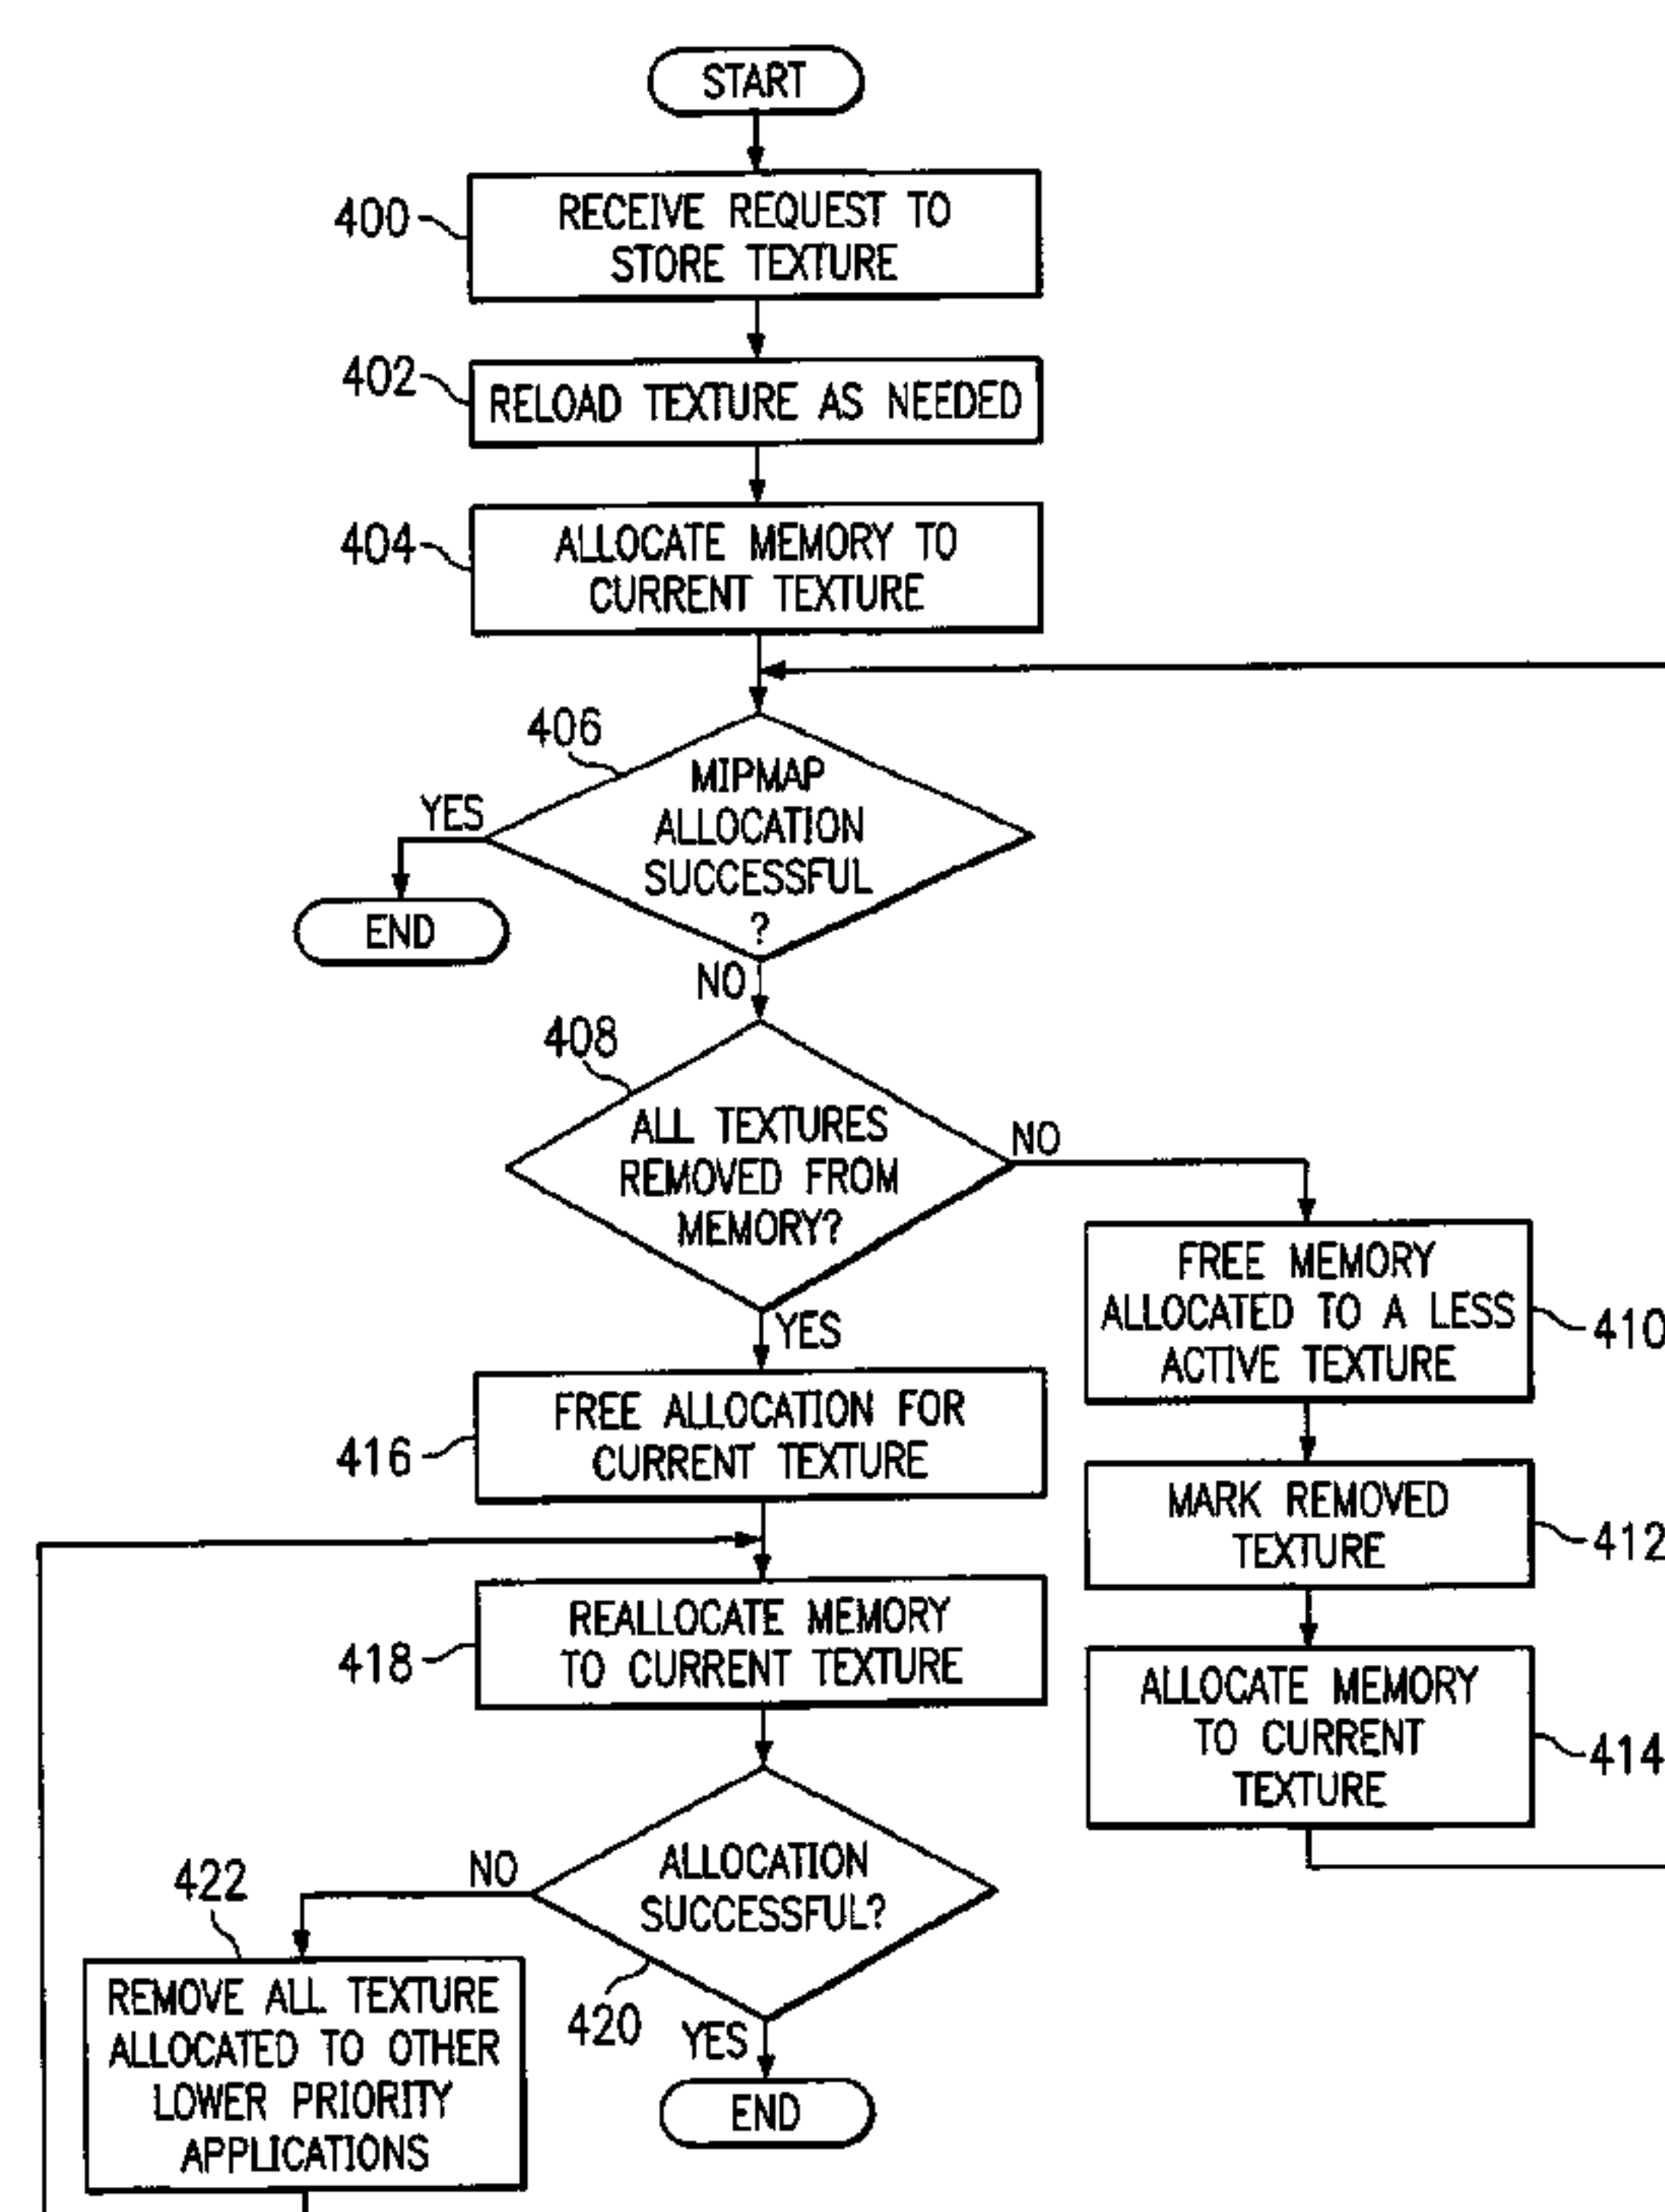 START
400
RECEIVE REQUEST TO
STORE TEXTURE
402
RELOAD TEXTURE AS NEEDED
404
ALLOCATE MEMORY TO
CURRENT TEXTURE
406
MIPMAP
ALLOCATION
SUCCESSFUL
?
YES
END
NO
408
ALL TEXTURES
REMOVED FROM
MEMORY?
NO
FREE MEMORY
ALLOCATED TO A LESS
ACTIVE TEXTURE
410
MARK REMOVED
TEXTURE
412
ALLOCATE MEMORY
TO CURRENT
TEXTURE
414
YES
FREE ALLOCATION FOR
CURRENT TEXTURE
416
REALLOCATE MEMORY
TO CURRENT TEXTURE
418
ALLOCATION
SUCCESSFUL?
420
NO
422
REMOVE ALL TEXTURE
ALLOCATED TO OTHER
LOWER PRIORITY
APPLICATIONS
YES
END